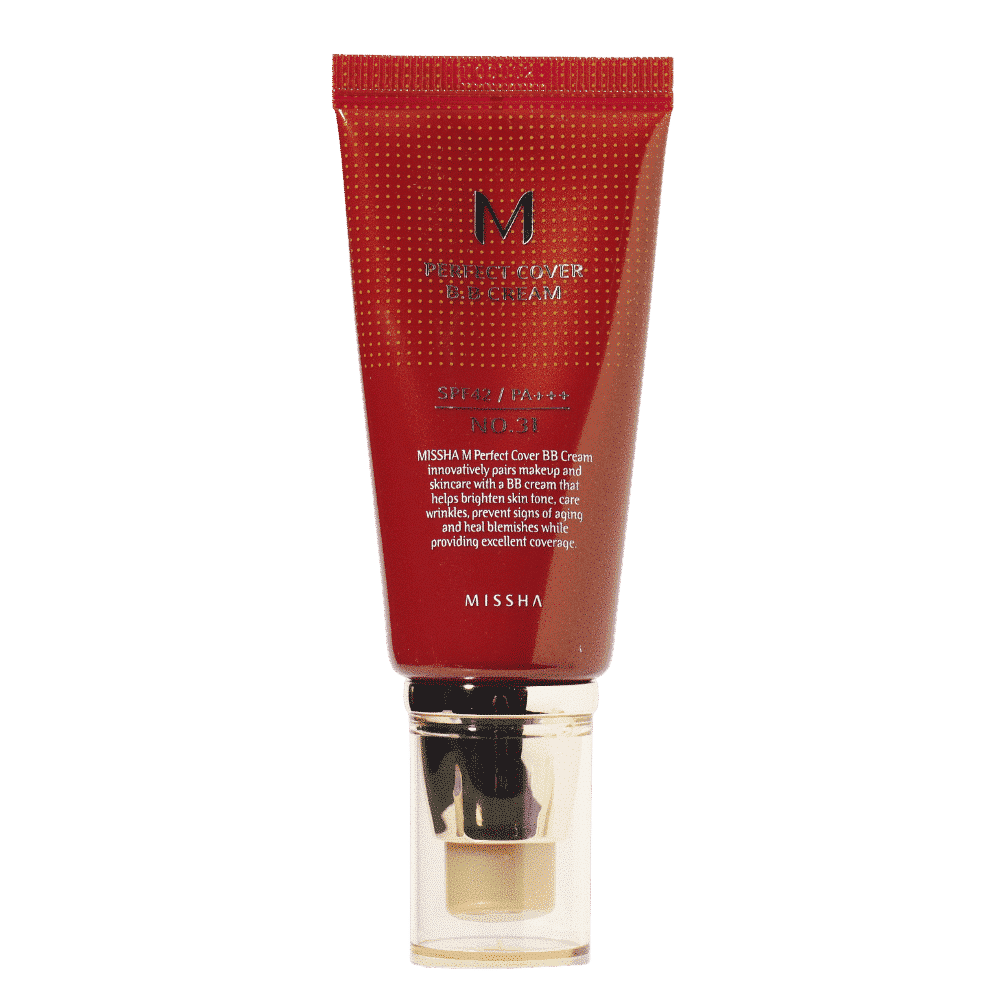 M
PERFECT COVER
B.B CREAM
SPF42 / PA+++
NO.31
MISSHA M Perfect Cover BB Cream
innovatively pairs makeup and
skincare with a BB cream that
helps brighten skin tone, care
wrinkles, prevent signs of aging
and heal blemishes while
providing excellent coverage.
MISSHA